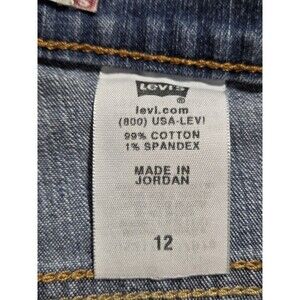 Levi's
®
levi.com
(800) USA-LEVI
99% COTTON
1% SPANDEX
MADE IN
JORDAN
12